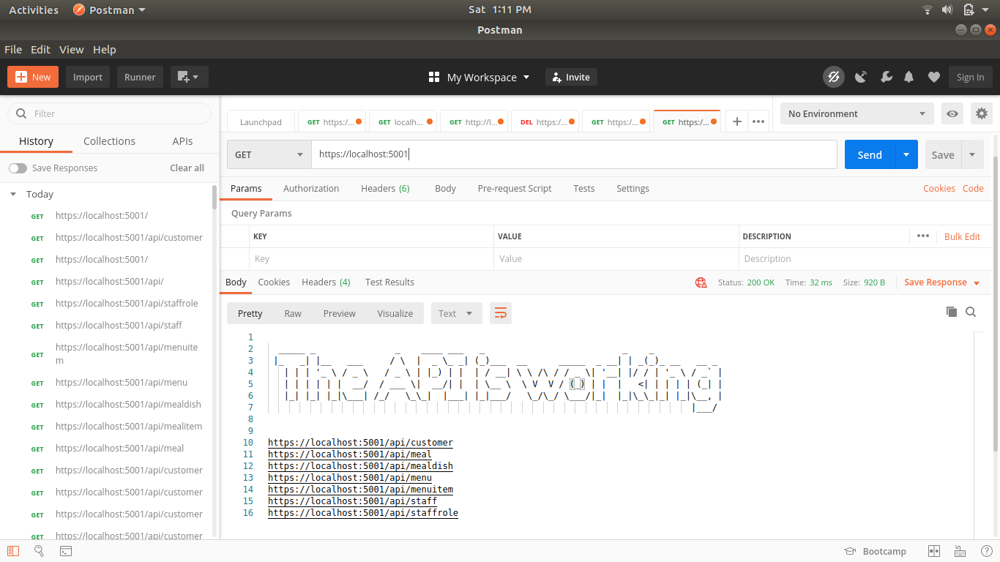 Activities Postman Sat 1:11 PM
Postman
File Edit View Help
New Import Runner My Workspace Invite Sign In
Filter
History Collections APIs
Save Responses Clear all
Today
GET https://localhost:5001/
GET https://localhost:5001/api/customer
GET https://localhost:5001/
GET https://localhost:5001/api/
GET https://localhost:5001/api/staffrole
GET https://localhost:5001/api/staff
GET https://localhost:5001/api/menuite
m
GET https://localhost:5001/api/menu
GET https://localhost:5001/api/mealdish
GET https://localhost:5001/api/mealitem
GET https://localhost:5001/api/meal
GET https://localhost:5001/api/customer
GET https://localhost:5001/api/customer
GET https://localhost:5001/api/customer
GET https://localhost:5001/api/customer
Launchpad GET https:/... GET localh... GET http://l... DEL https:/... GET https:/... GET https:/...
No Environment
GET https://localhost:5001 Send Save
Params Authorization Headers (6) Body Pre-request Script Tests Settings Cookies Code
Query Params
KEY VALUE DESCRIPTION Bulk Edit
Key Value Description
Body Cookies Headers (4) Test Results Status: 200 OK Time: 32 ms Size: 920 B Save Response
Pretty Raw Preview Visualize Text
1
2
3
4
5
6
7
The API is working
8
9
10 https://localhost:5001/api/customer
11 https://localhost:5001/api/meal
12 https://localhost:5001/api/mealdish
13 https://localhost:5001/api/menu
14 https://localhost:5001/api/menuitem
15 https://localhost:5001/api/staff
16 https://localhost:5001/api/staffrole
Bootcamp